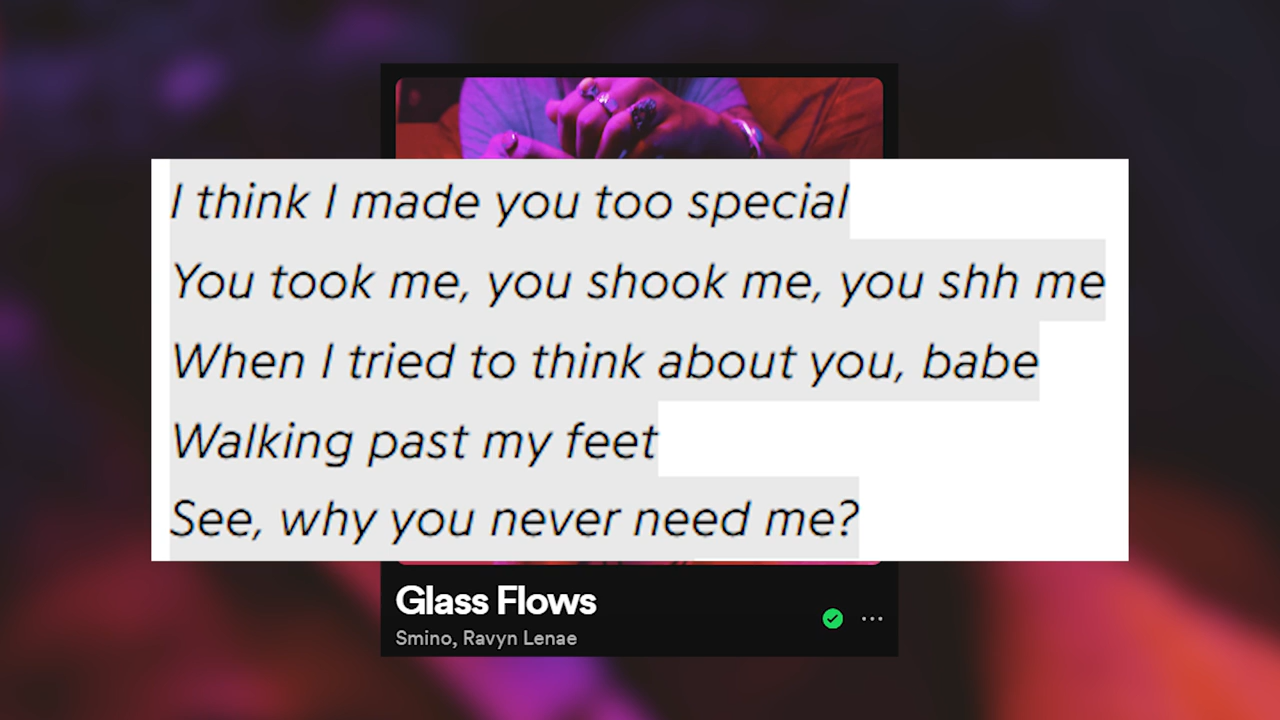 I think I made you too special
You took me, you shook me, you shh me
When I tried to think about you, babe
Walking past my feet
See, why you never need me?
Glass Flows
Smino, Ravyn Lenae